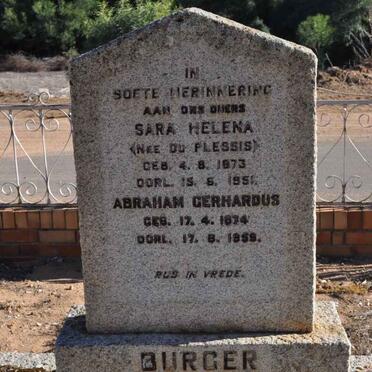 IN
SOETE HERINNERING
AAN ONS OUERS
SARA HELENA
(NEE DU PLESSIS)
GEB. 4. 8. 1873
OORL. 15. 5. 1951.
ABRAHAM GERHARDUS
GEB. 17. 4. 1874
OORL. 17. 8. 1959.
RUS IN VREDE.
BURGER